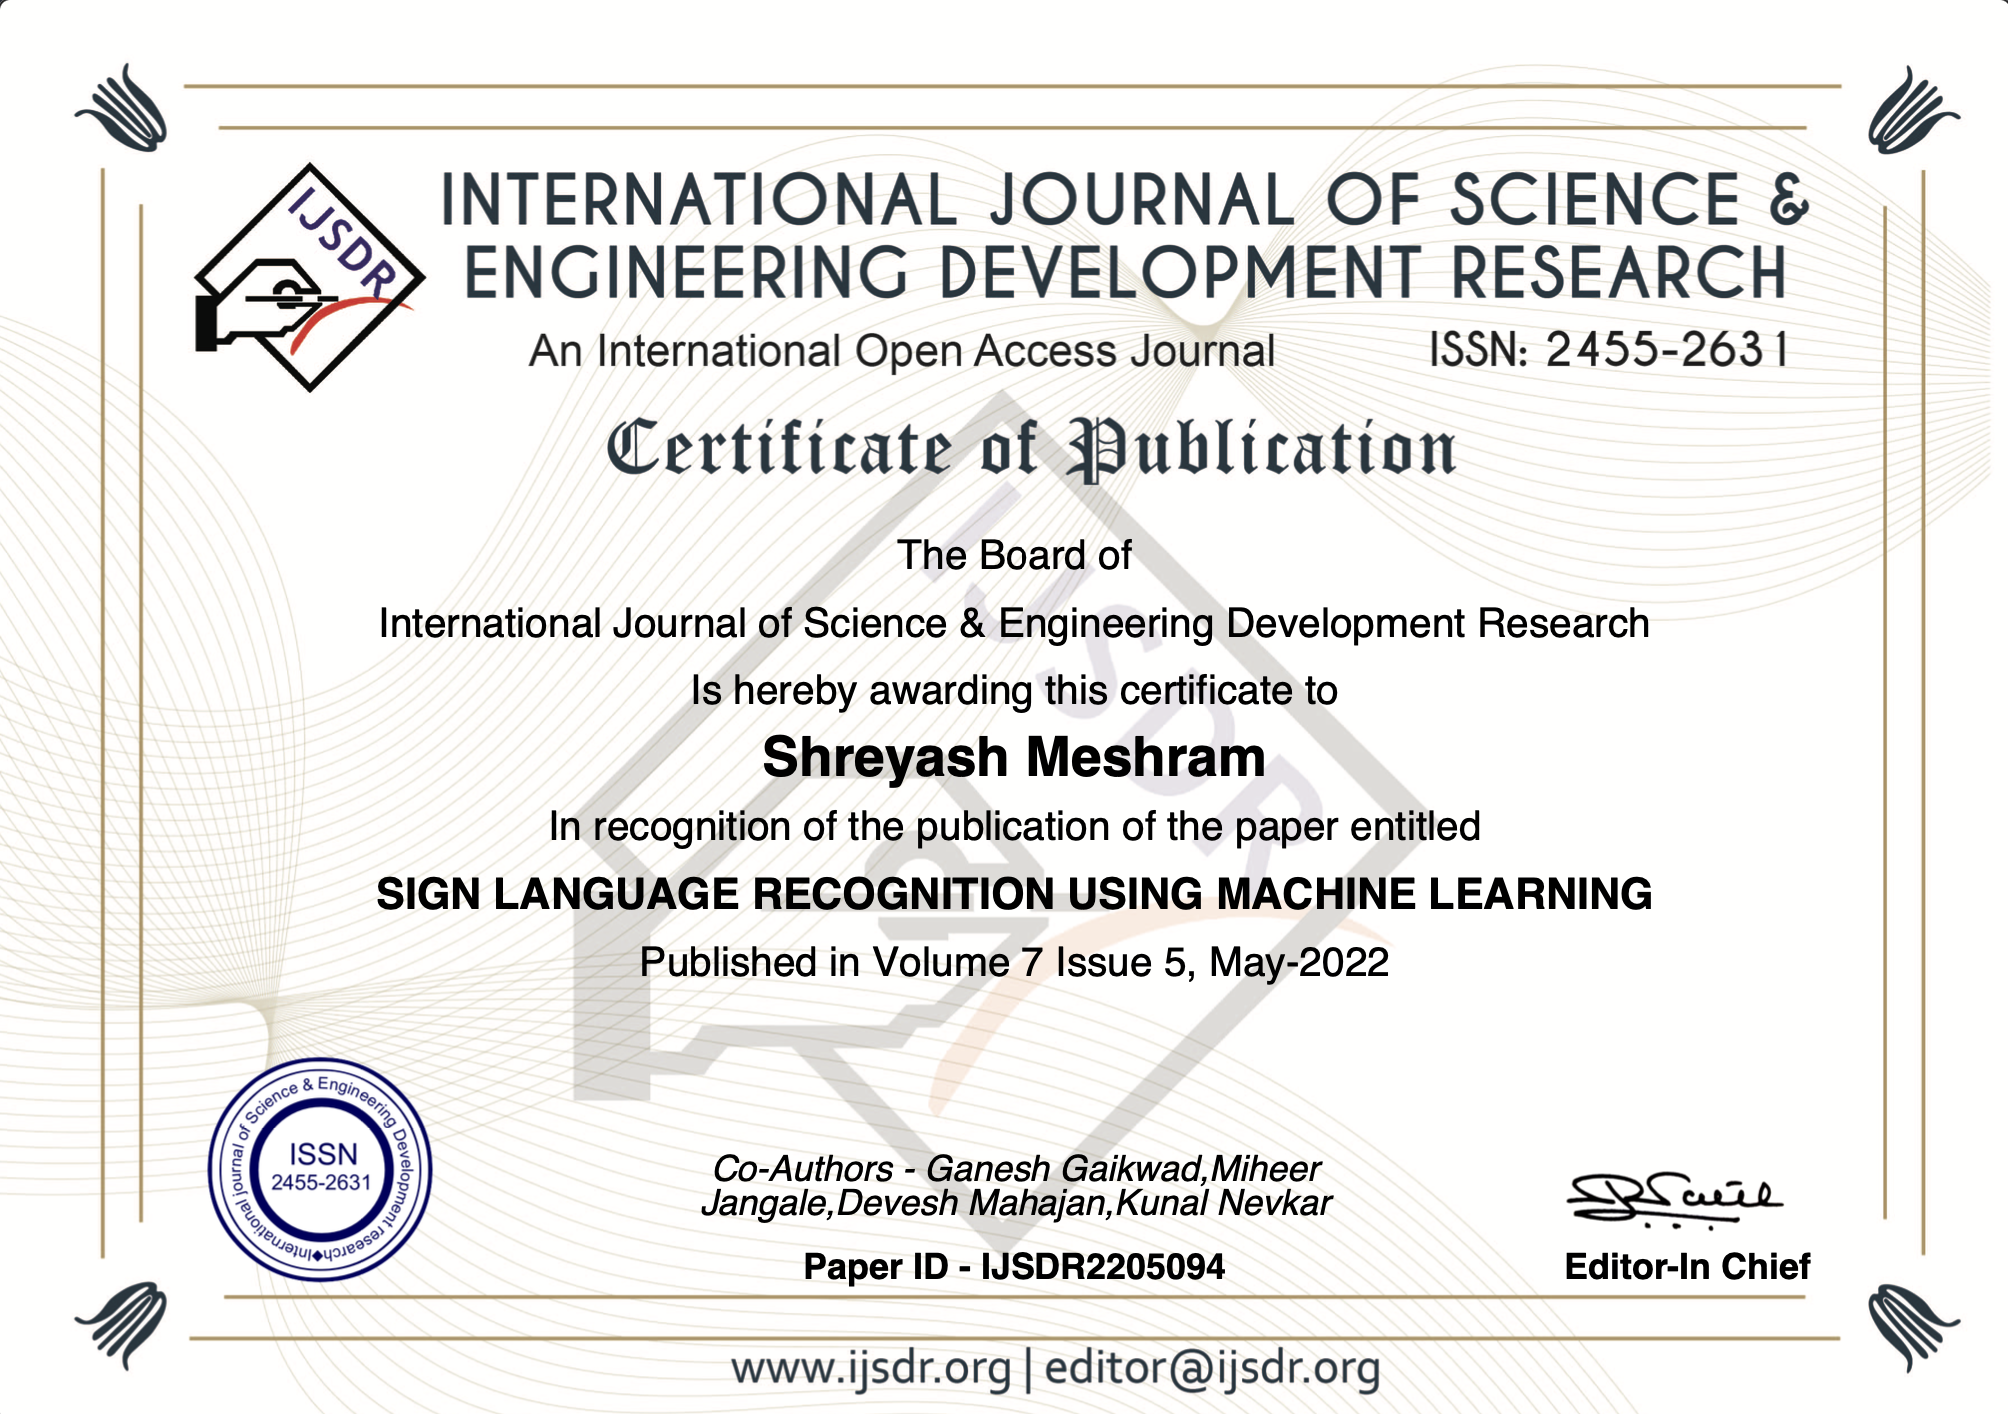 IJSDR
INTERNATIONAL JOURNAL OF SCIENCE &
ENGINEERING DEVELOPMENT RESEARCH
An International Open Access Journal ISSN: 2455-2631
Certificate of Publication
IJSDR
The Board of
International Journal of Science & Engineering Development Research
Is hereby awarding this certificate to
Shreyash Meshram
In recognition of the publication of the paper entitled
SIGN LANGUAGE RECOGNITION USING MACHINE LEARNING
Published in Volume 7 Issue 5, May-2022
International journal of Science & Engineering Development research
ISSN
2455-2631
Co-Authors - Ganesh Gaikwad,Miheer
Jangale,Devesh Mahajan,Kunal Nevkar
Paper ID - IJSDR2205094
Editor-In Chief
www.ijsdr.org | editor@ijsdr.org